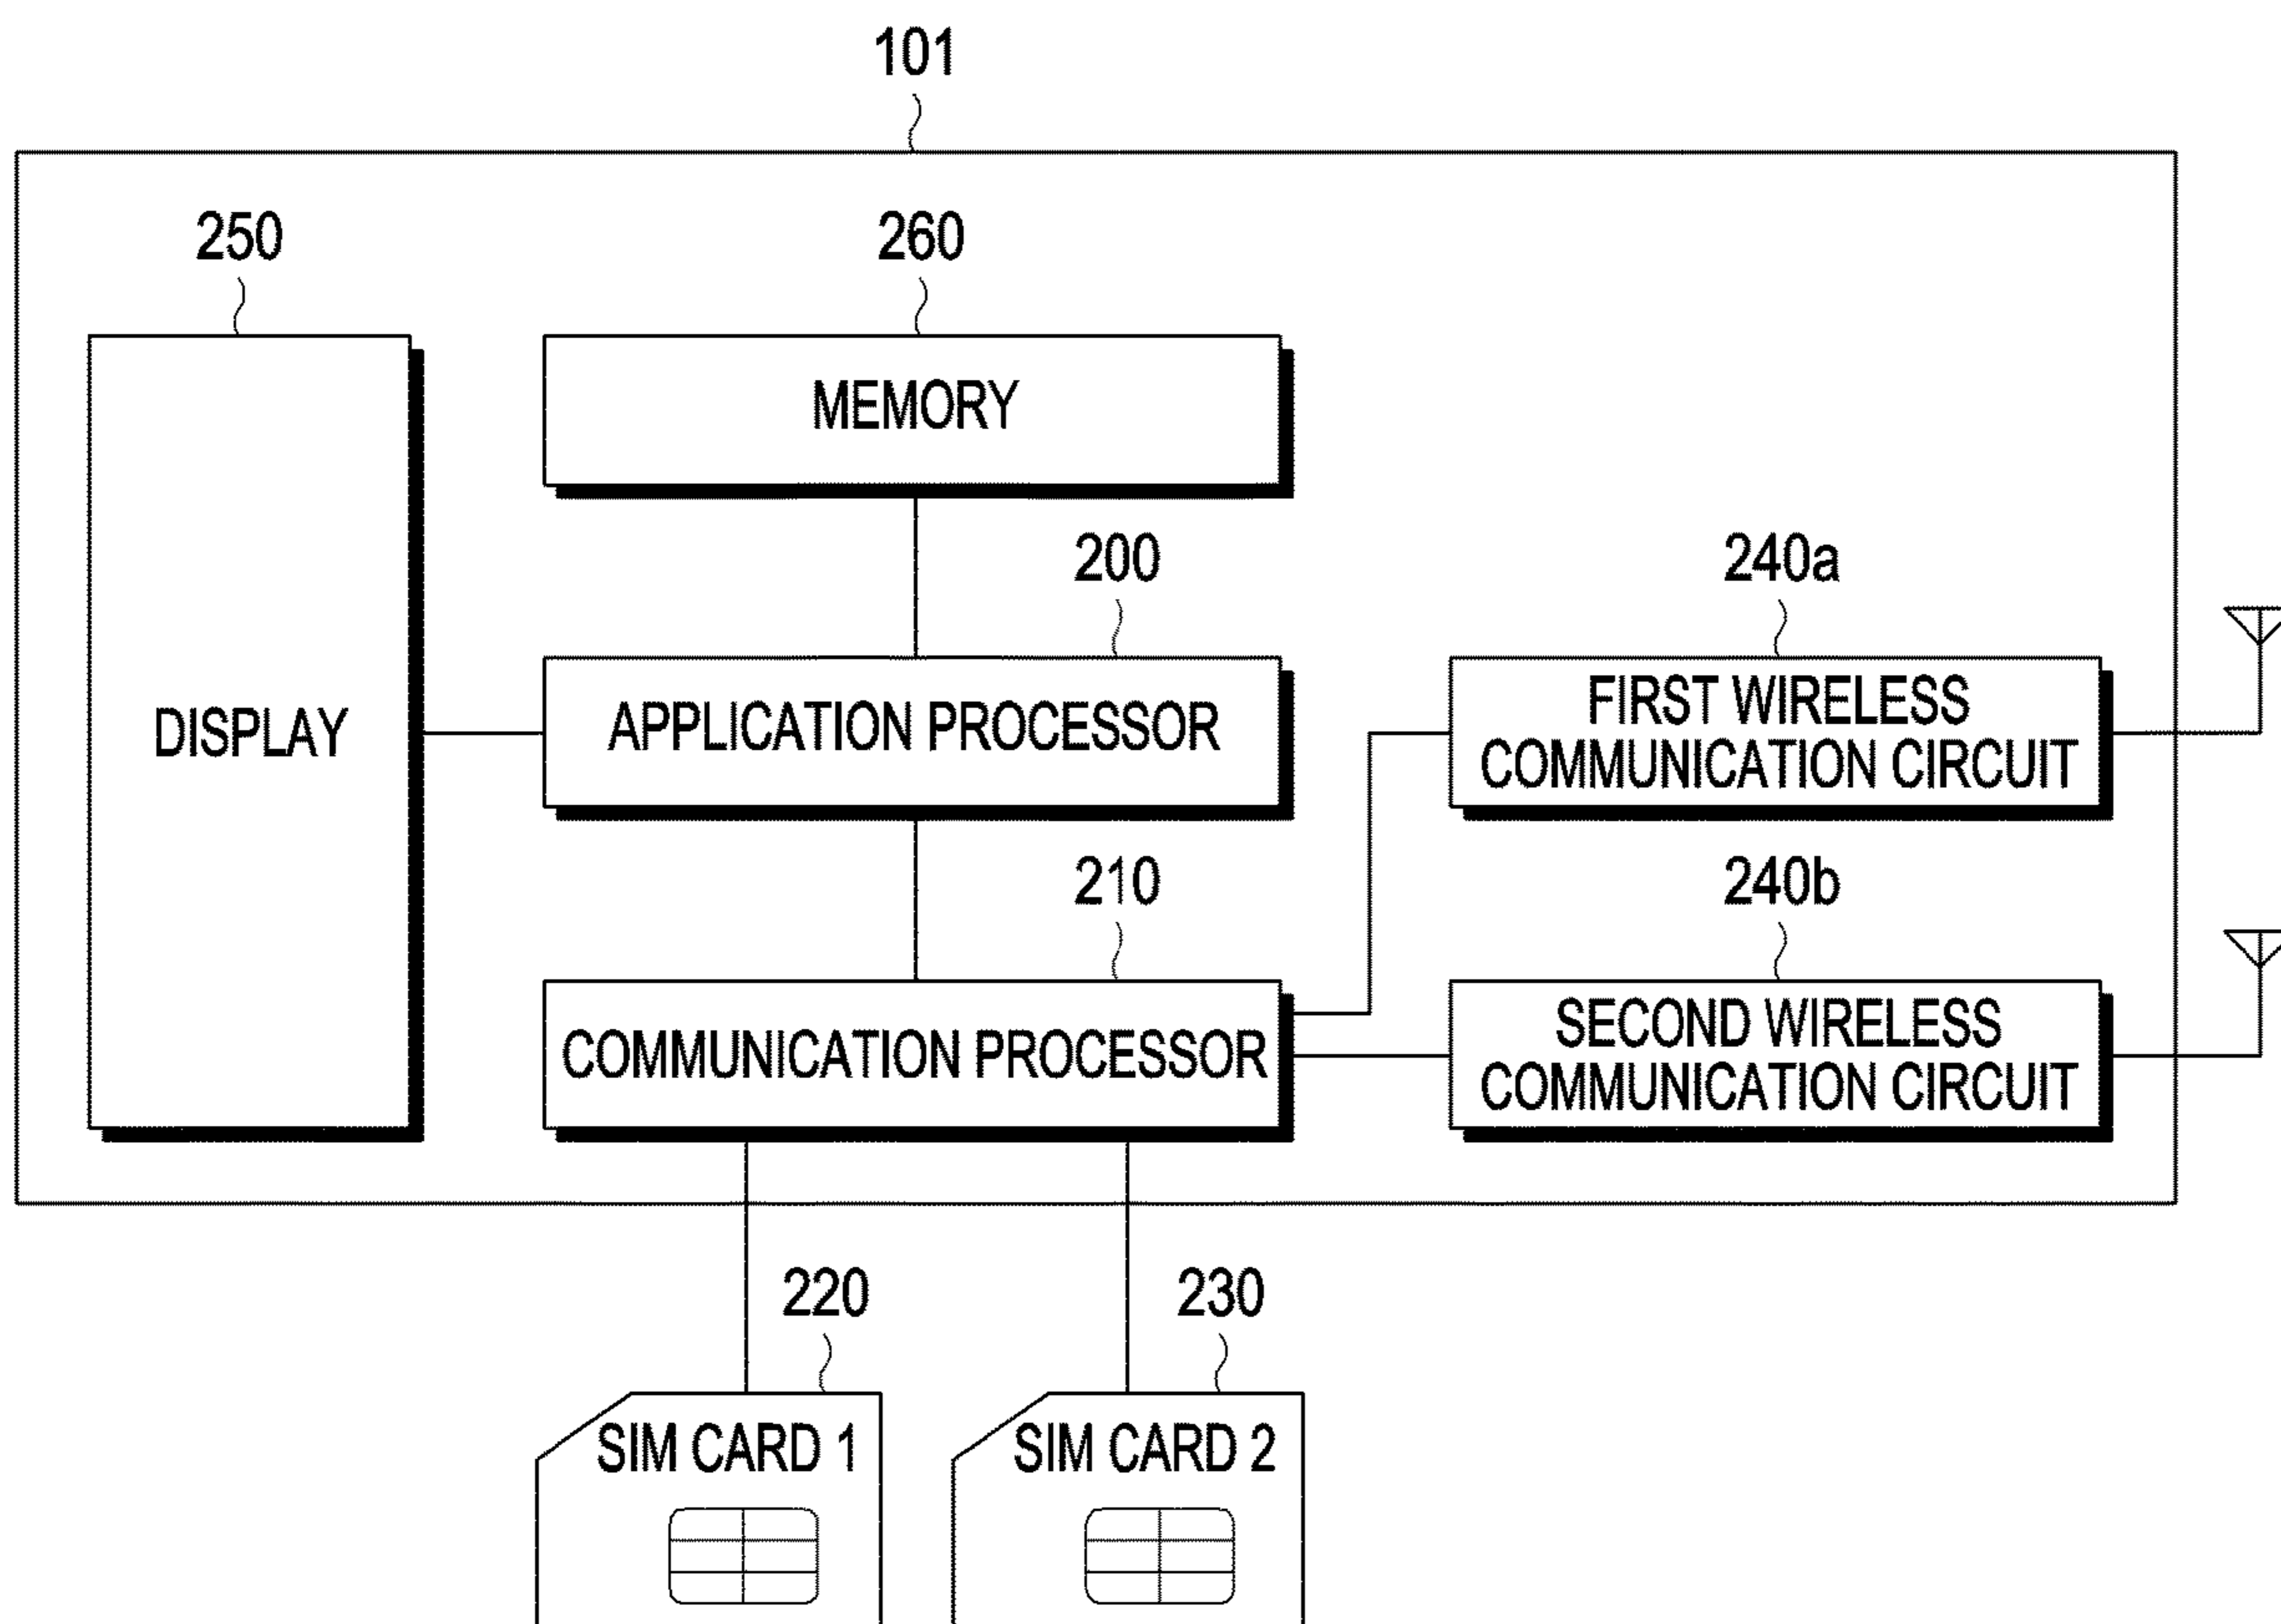 101
250
260
MEMORY
200
240a
DISPLAY
APPLICATION PROCESSOR
FIRST WIRELESS
COMMUNICATION CIRCUIT
210
240b
COMMUNICATION PROCESSOR
SECOND WIRELESS
COMMUNICATION CIRCUIT
220
230
SIM CARD 1
SIM CARD 2